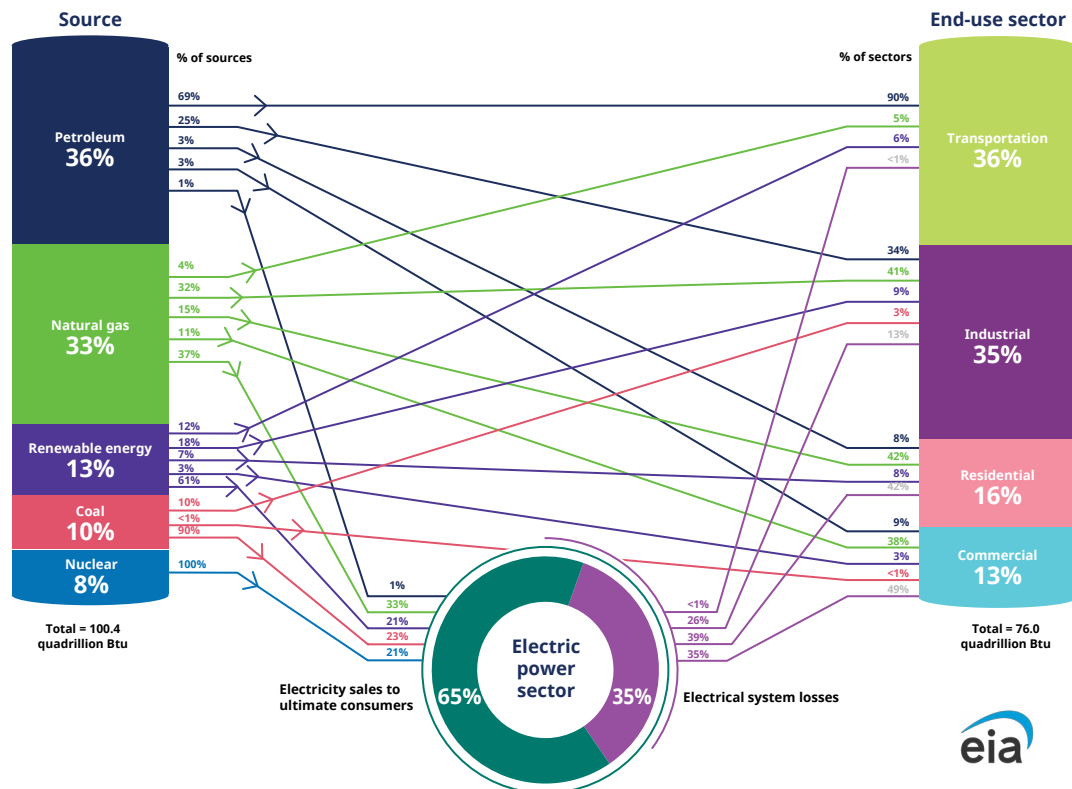 Source
End-use sector
% of sources
% of sectors
Petroleum
36%
69%
25%
3%
3%
1%
Natural gas
33%
4%
32%
15%
11%
37%
Renewable energy
13%
12%
18%
7%
3%
61%
Coal
10%
10%
<1%
90%
Nuclear
8%
100%
Total = 100.4
quadrillion Btu
90%
5%
6%
<1%
Transportation
36%
34%
41%
9%
3%
13%
Industrial
35%
8%
42%
8%
42%
Residential
16%
9%
38%
3%
<1%
49%
Commercial
13%
Total = 76.0
quadrillion Btu
1%
33%
21%
23%
21%
Electric
power
sector
65%
35%
<1%
26%
39%
35%
Electricity sales to
ultimate consumers
Electrical system losses
eia